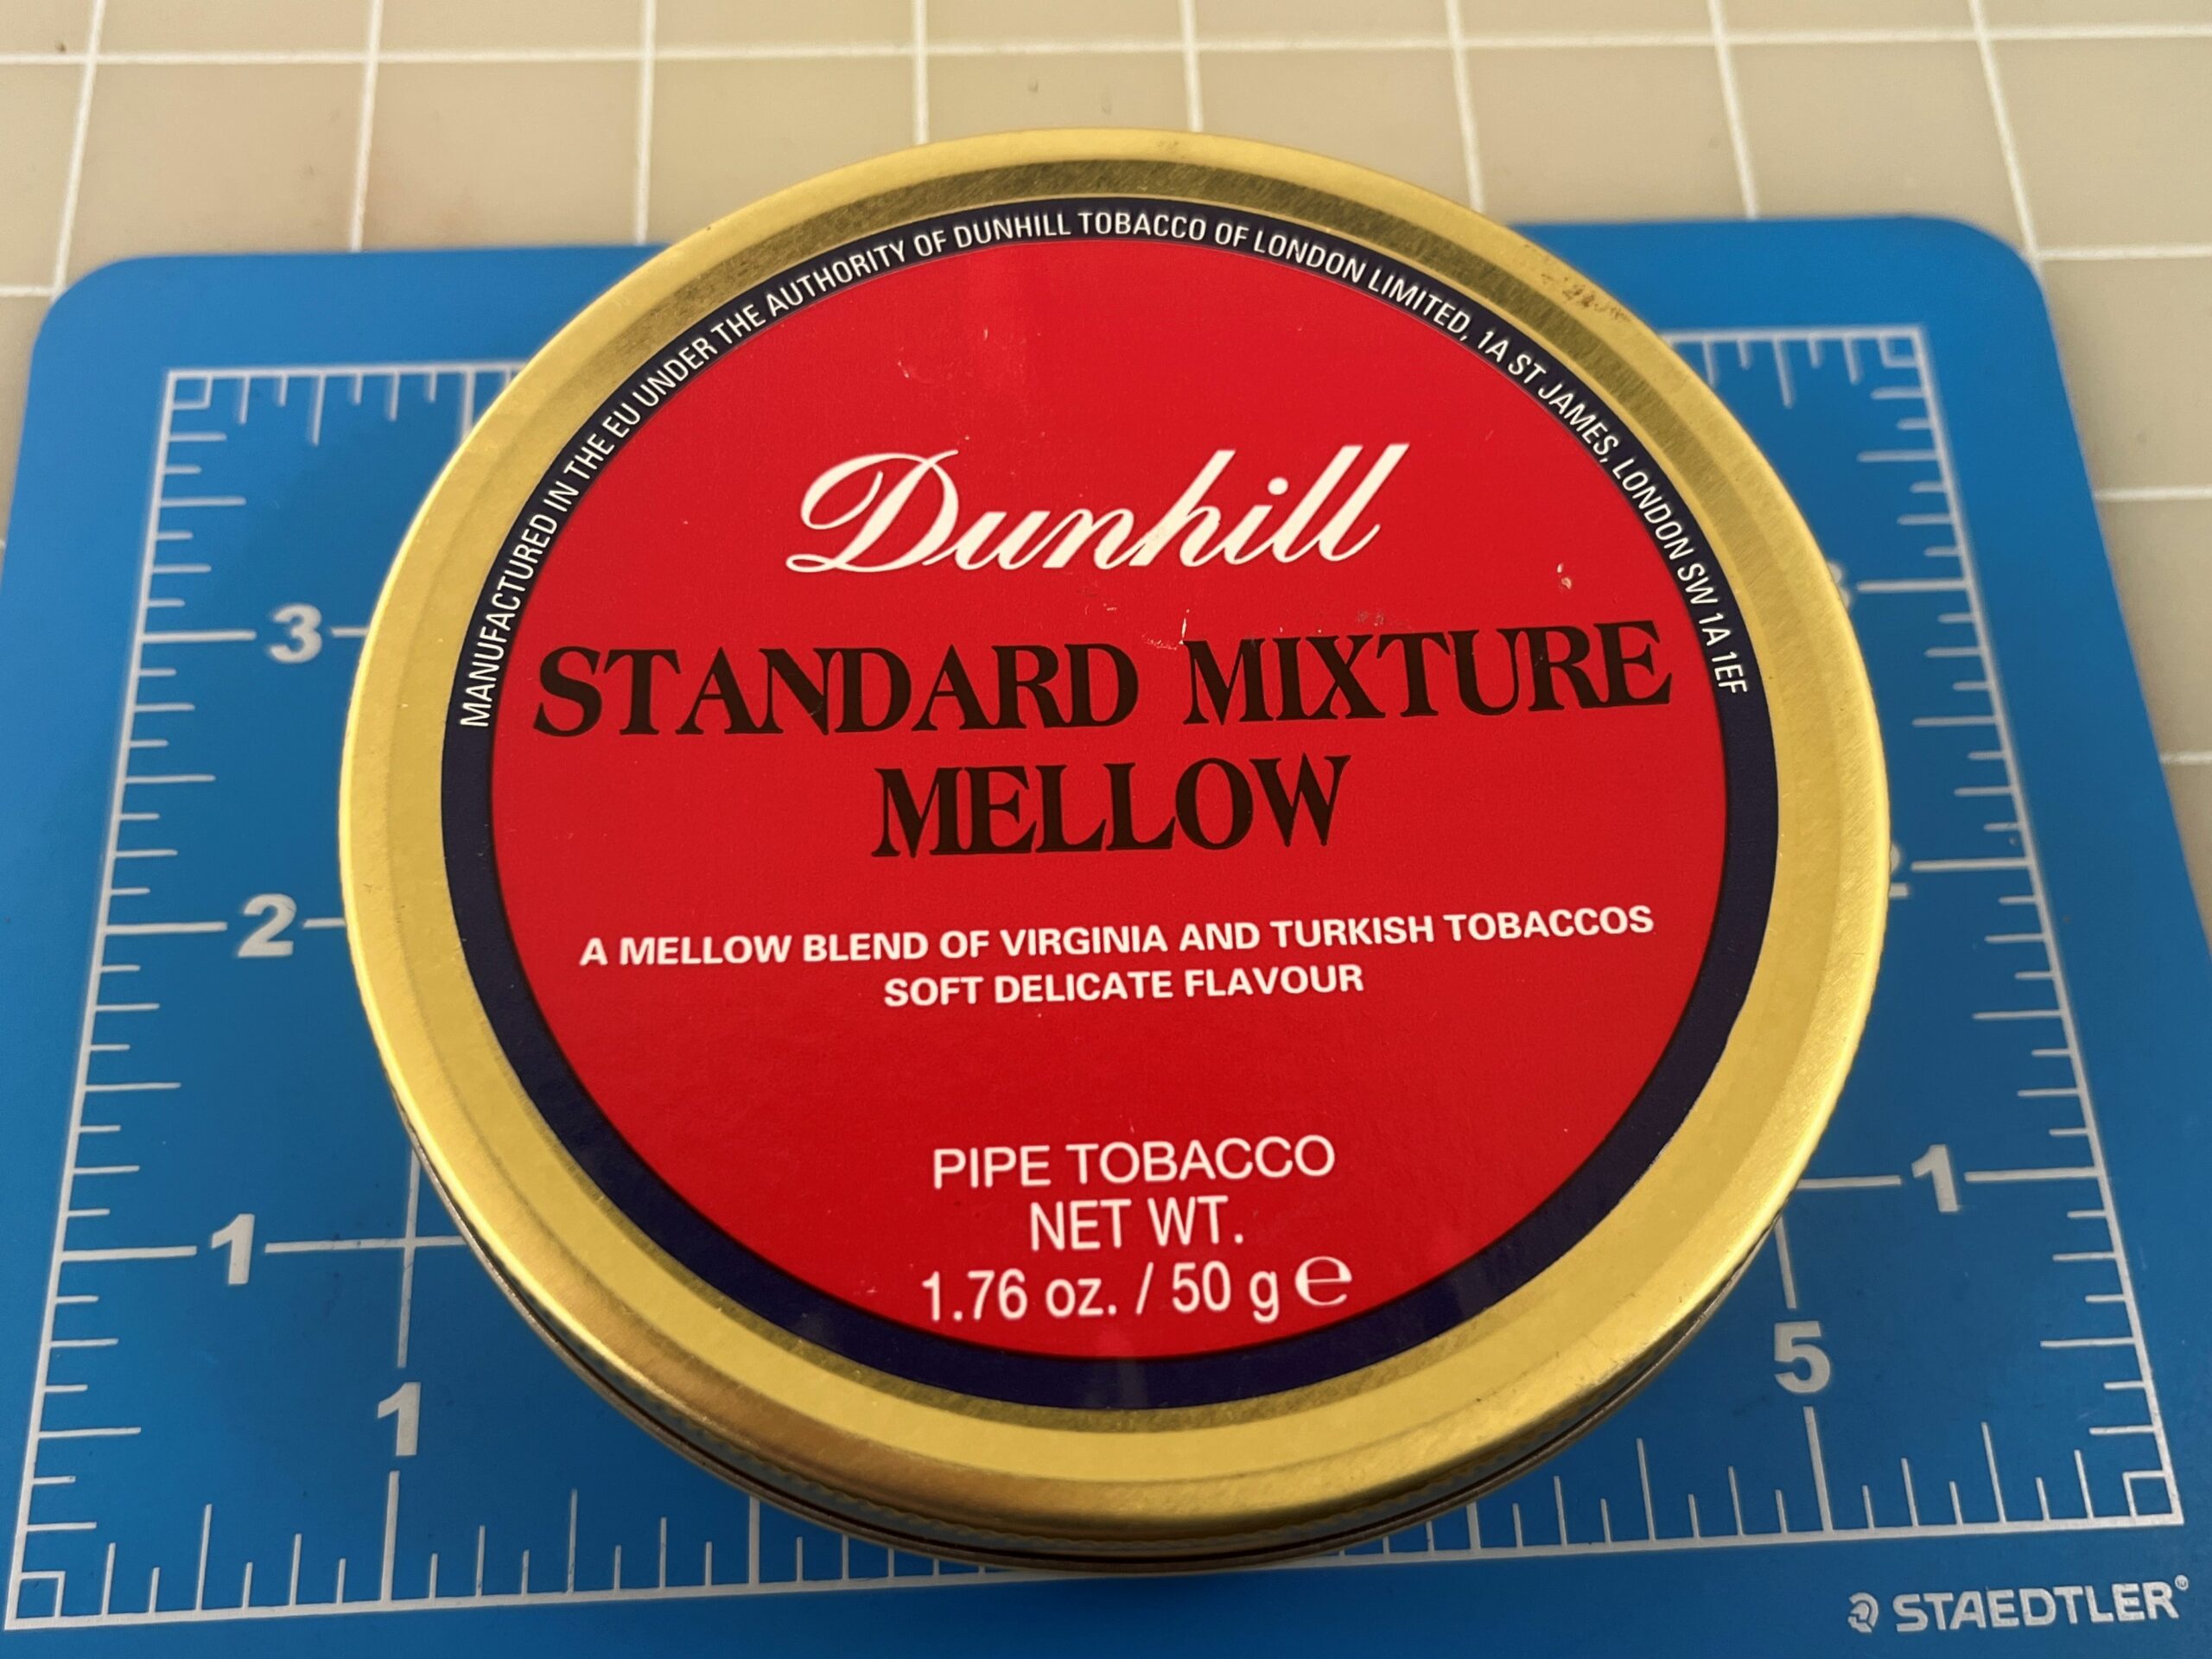 MANUFACTURED IN THE EU UNDER THE AUTHORITY OF DUNHILL TOBACCO OF LONDON LIMITED, 1A ST JAMES, LONDON SW1A 1EF
Dunhill
STANDARD MIXTURE
MELLOW
A MELLOW BLEND OF VIRGINIA AND TURKISH TOBACCOS
SOFT DELICATE FLAVOUR
PIPE TOBACCO
NET WT.
1.76 oz. / 50 g ℮
3
2
1
1
3
2
1
5
STAEDTLER®